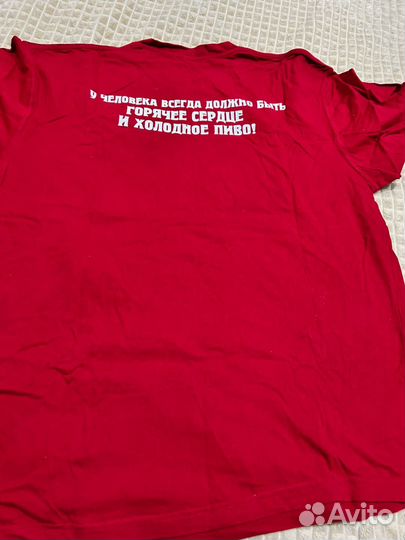 У ЧЕЛОВЕКА ВСЕГДА ДОЛЖНО БЫТЬ
ГОРЯЧЕЕ СЕРДЦЕ
И ХОЛОДНОЕ ПИВО!
Avito